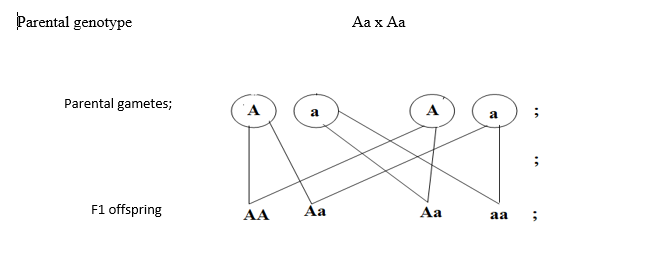 Parental genotype Aa x Aa
Parental gametes; A a A a ;
;
F1 offspring AA Aa Aa aa ;